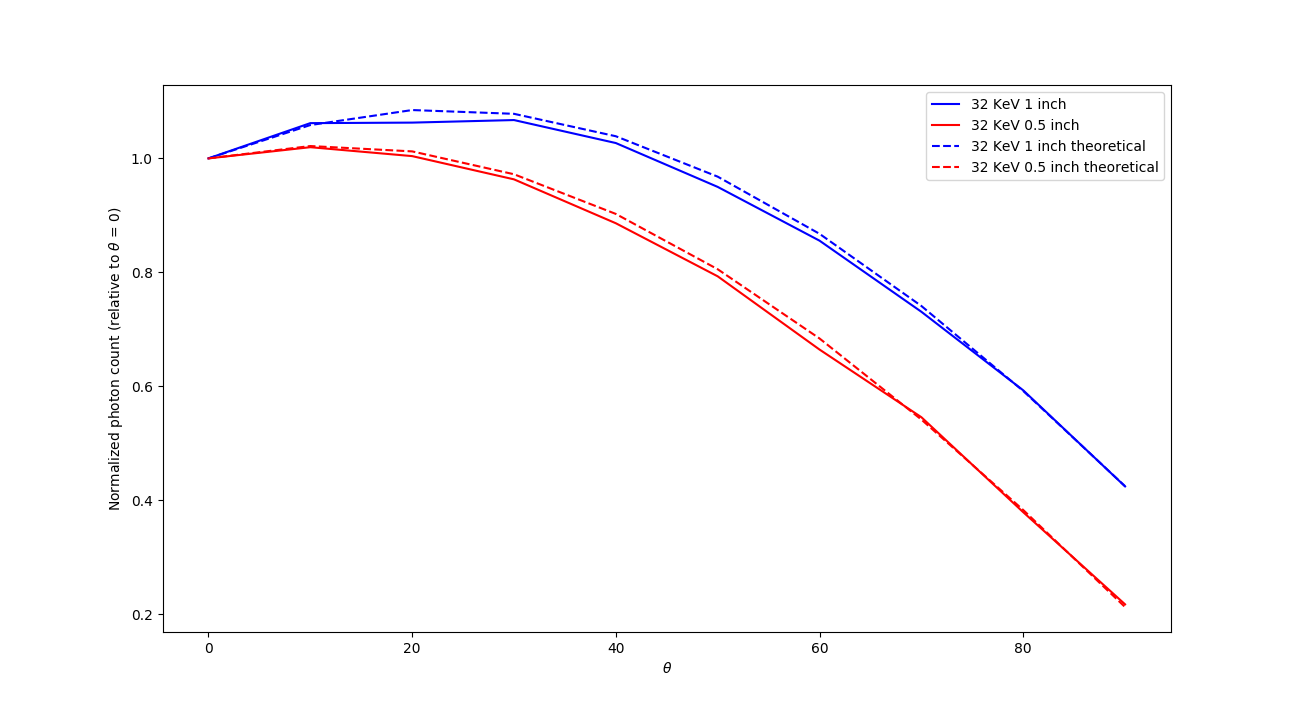 32 KeV 1 inch
32 KeV 0.5 inch
32 KeV 1 inch theoretical
32 KeV 0.5 inch theoretical
Normalized photon count (relative to θ = 0)
1.0
0.8
0.6
0.4
0.2
0 20 40 60 80
θ